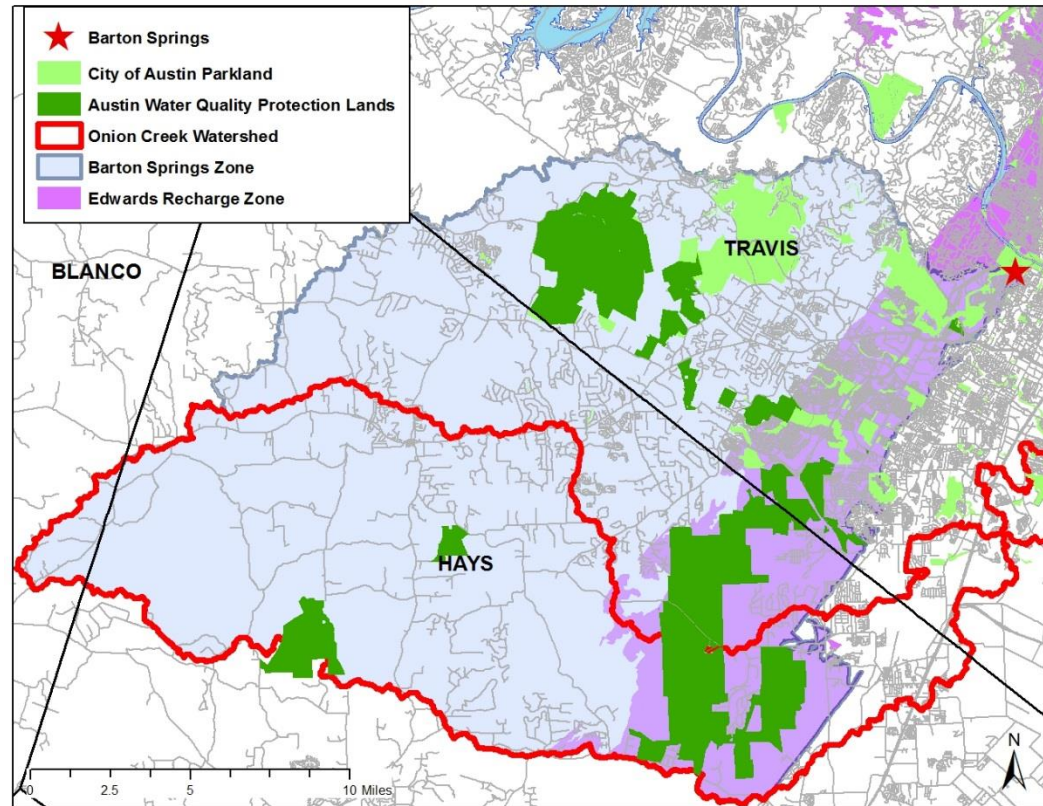 Barton Springs
City of Austin Parkland
Austin Water Quality Protection Lands
Onion Creek Watershed
Barton Springs Zone
Edwards Recharge Zone
BLANCO
TRAVIS
HAYS
N
0 2.5 5 10 Miles